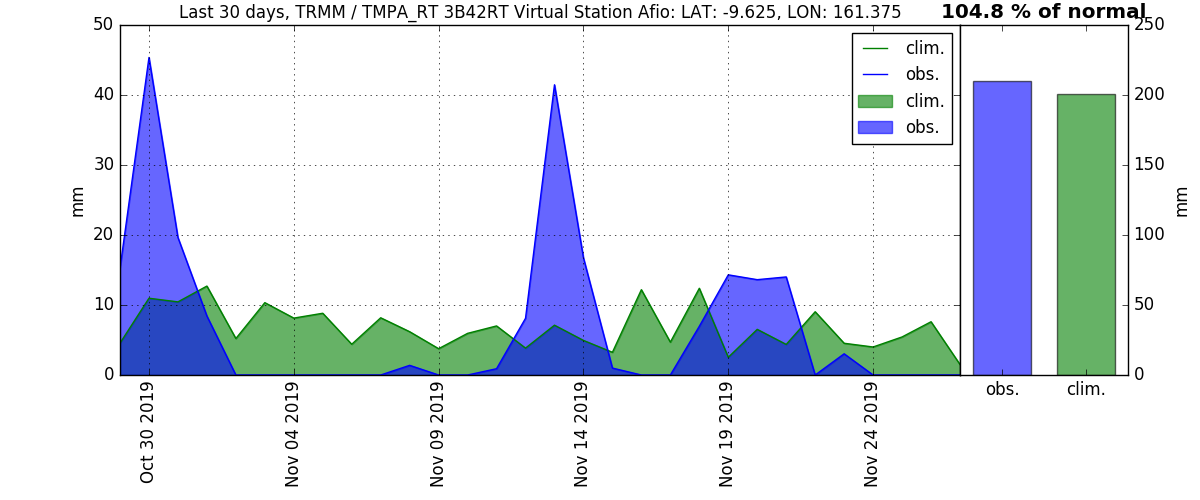 Last 30 days, TRMM / TMPA_RT 3B42RT Virtual Station Afio: LAT: -9.625, LON: 161.375
104.8 % of normal
50
40
30
20
10
0
mm
clim.
obs.
clim.
obs.
250
200
150
100
50
0
mm
obs.
clim.
Oct 30 2019
Nov 04 2019
Nov 09 2019
Nov 14 2019
Nov 19 2019
Nov 24 2019